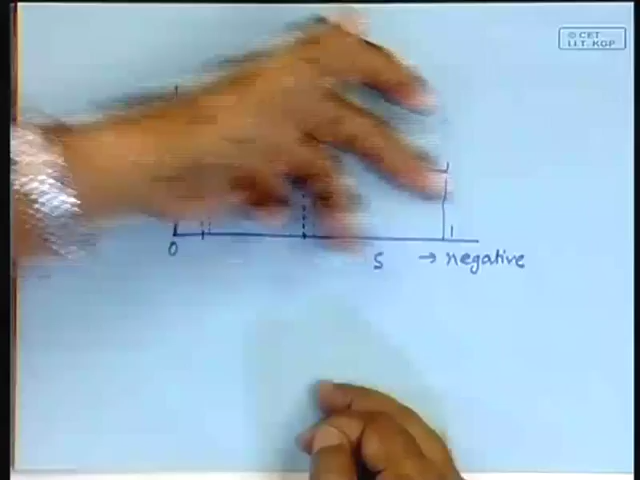 © CET
I.I.T. KGP
0
1
s → negative